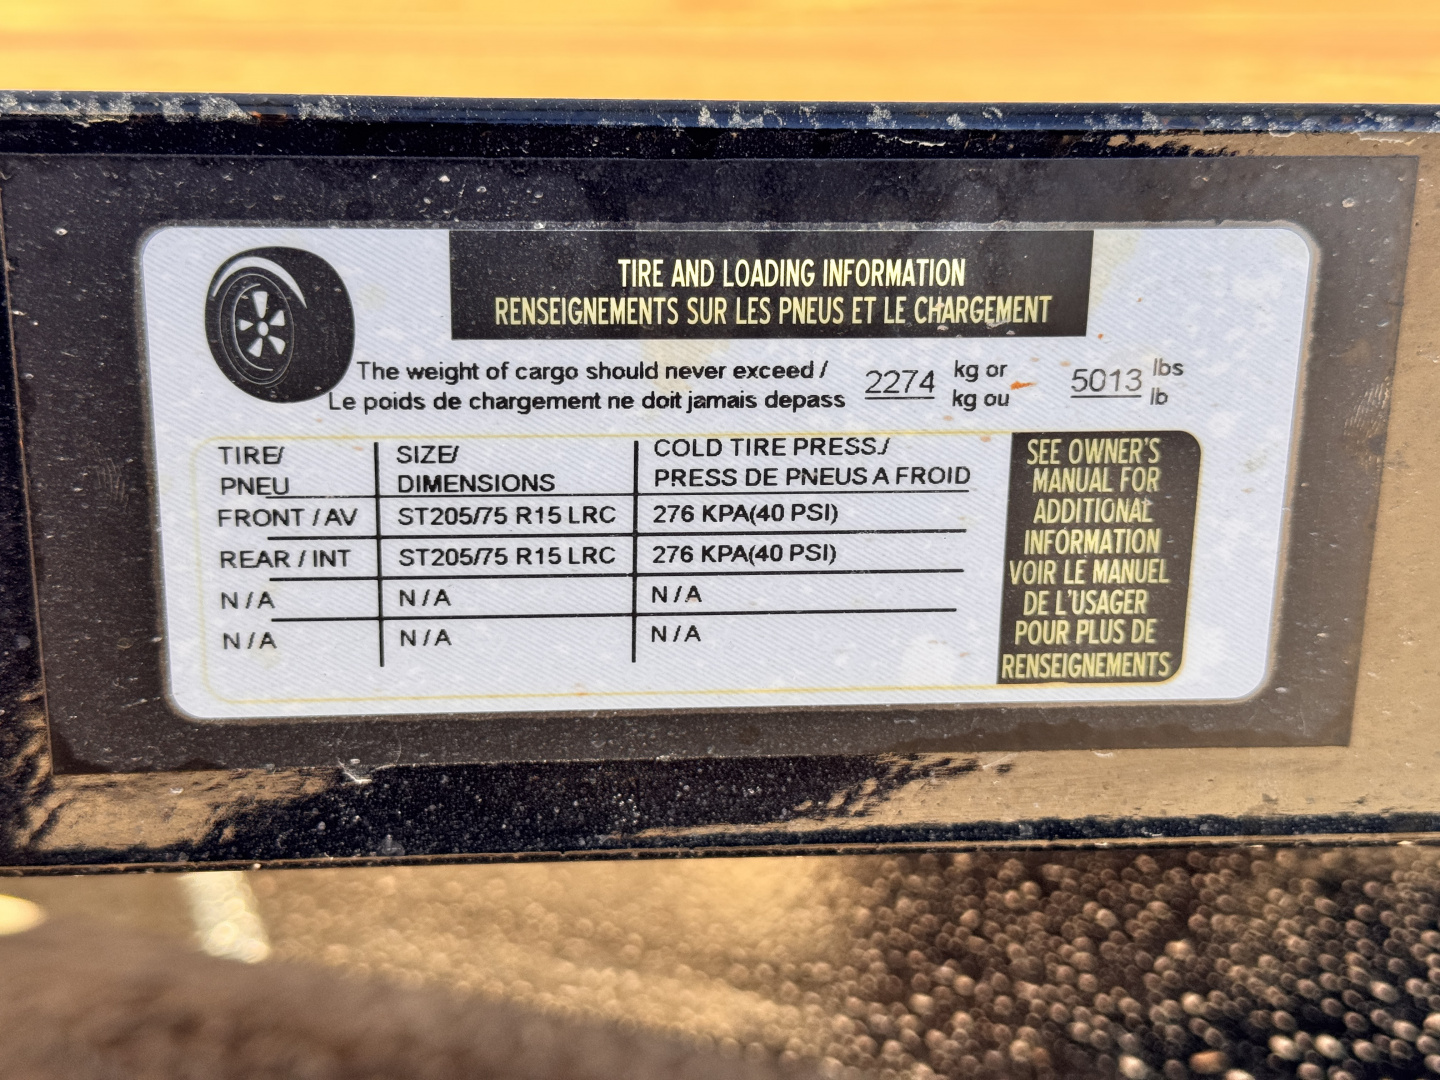 TIRE AND LOADING INFORMATION
RENSEIGNEMENTS SUR LES PNEUS ET LE CHARGEMENT
The weight of cargo should never exceed / 2274 kg or 5013 lbs
Le poids de chargement ne doit jamais depass kg ou lb
TIRE/ SIZE/ COLD TIRE PRESS./
PNEU DIMENSIONS PRESS DE PNEUS A FROID
FRONT / AV ST205/75 R15 LRC 276 KPA(40 PSI)
REAR / INT ST205/75 R15 LRC 276 KPA(40 PSI)
N / A N / A N / A
N / A N / A N / A
SEE OWNER'S
MANUAL FOR
ADDITIONAL
INFORMATION
VOIR LE MANUEL
DE L'USAGER
POUR PLUS DE
RENSEIGNEMENTS